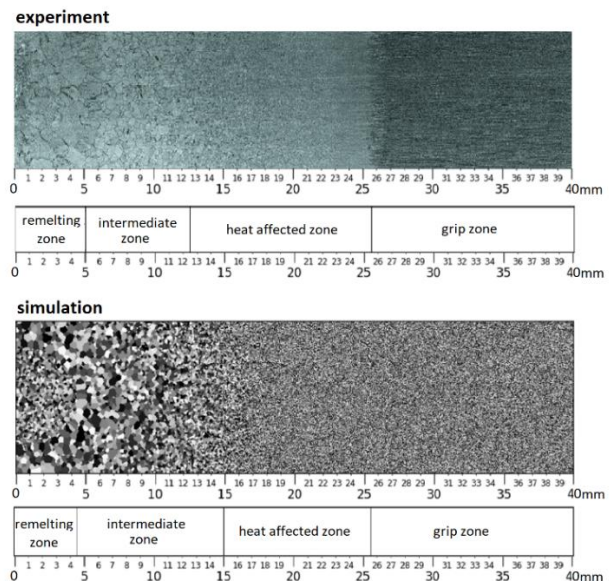 experiment
1 2 3 4 6 7 8 9 11 12 13 14 16 17 18 19 21 22 23 24 26 27 28 29 31 32 33 34 36 37 38 39
0 5 10 15 20 25 30 35 40mm
remelting zone
intermediate zone
heat affected zone
grip zone
1 2 3 4 6 7 8 9 11 12 13 14 16 17 18 19 21 22 23 24 26 27 28 29 31 32 33 34 36 37 38 39
0 5 10 15 20 25 30 35 40mm
simulation
1 2 3 4 6 7 8 9 11 12 13 14 16 17 18 19 21 22 23 24 26 27 28 29 31 32 33 34 36 37 38 39
0 5 10 15 20 25 30 35 40mm
remelting zone
intermediate zone
heat affected zone
grip zone
1 2 3 4 6 7 8 9 11 12 13 14 16 17 18 19 21 22 23 24 26 27 28 29 31 32 33 34 36 37 38 39
0 5 10 15 20 25 30 35 40mm